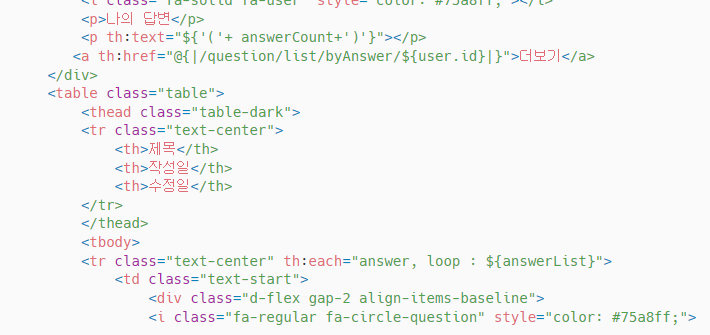 <i class="fa-solid fa-user" style="color: #75a8ff;"></i>
<p>나의 답변</p>
<p th:text="${'('+ answerCount+')'}"></p>
<a th:href="@{|/question/list/byAnswer/${user.id}|}">더보기</a>
</div>
<table class="table">
<thead class="table-dark">
<tr class="text-center">
<th>제목</th>
<th>작성일</th>
<th>수정일</th>
</tr>
</thead>
<tbody>
<tr class="text-center" th:each="answer, loop : ${answerList}">
<td class="text-start">
<div class="d-flex gap-2 align-items-baseline">
<i class="fa-regular fa-circle-question" style="color: #75a8ff;">